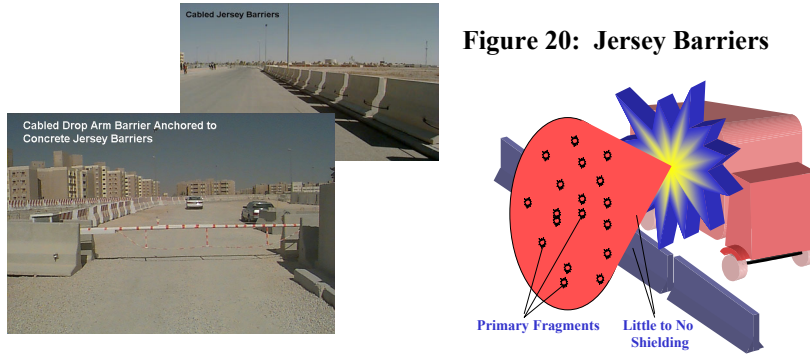 Cabled Jersey Barriers
Figure 20:  Jersey Barriers
Cabled Drop Arm Barrier Anchored to
Concrete Jersey Barriers
Primary Fragments
Little to No
Shielding